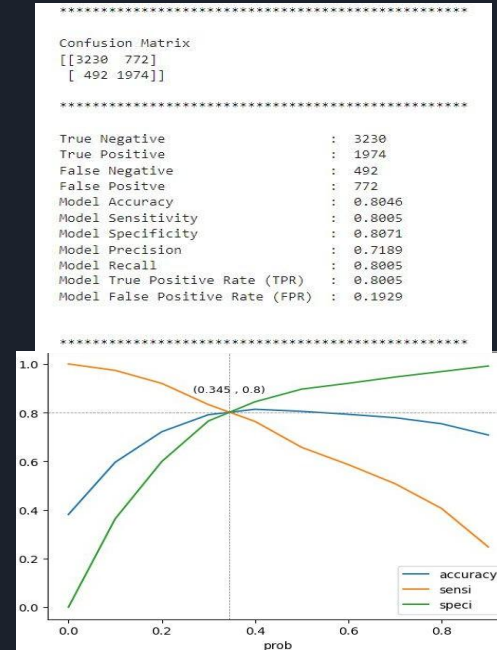 **************************************************
Confusion Matrix
[[3230  772]
 [ 492 1974]]
**************************************************
True Negative : 3230
True Positive : 1974
False Negative : 492
False Positve : 772
Model Accuracy : 0.8046
Model Sensitivity : 0.8005
Model Specificity : 0.8071
Model Precision : 0.7189
Model Recall : 0.8005
Model True Positive Rate (TPR) : 0.8005
Model False Positive Rate (FPR) : 0.1929
**************************************************
1.0
(0.345 , 0.8)
0.8
0.6
0.4
0.2
0.0
accuracy
sensi
speci
0.0 0.2 0.4 0.6 0.8
prob